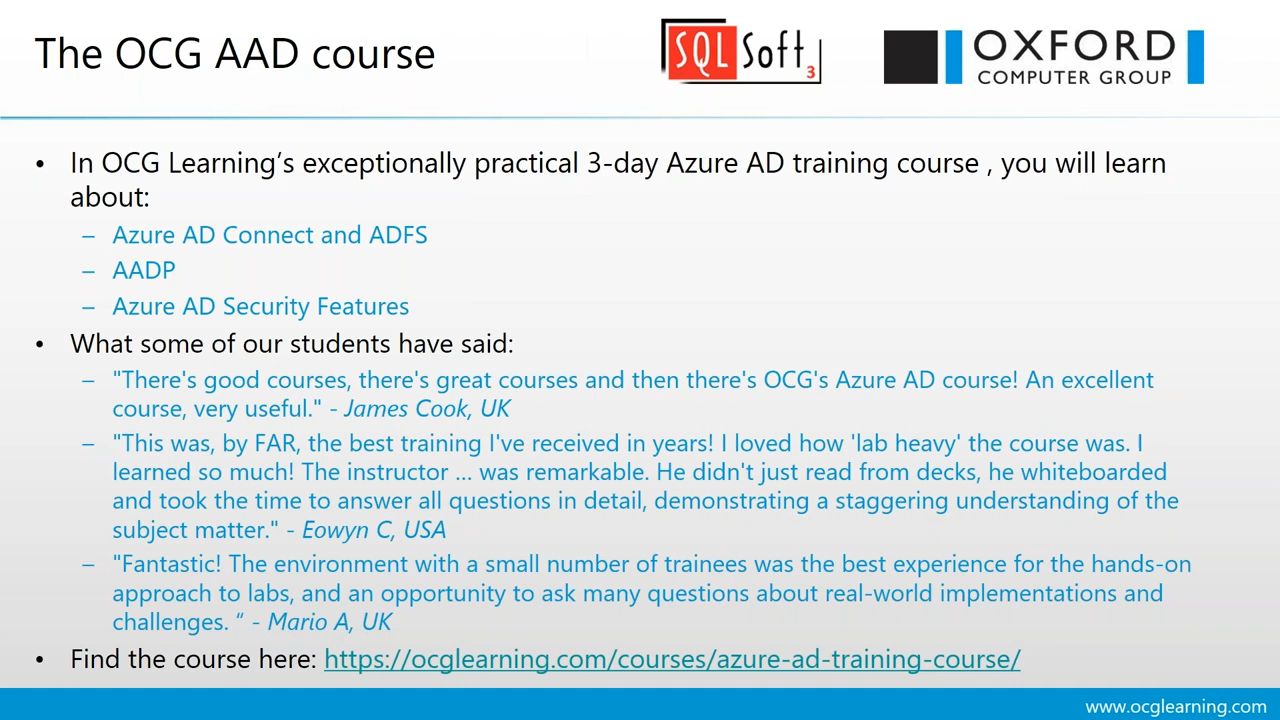 The OCG AAD course
SQL Soft 3
OXFORD
COMPUTER GROUP
• In OCG Learning’s exceptionally practical 3-day Azure AD training course , you will learn
about:
– Azure AD Connect and ADFS
– AADP
– Azure AD Security Features
• What some of our students have said:
– "There's good courses, there's great courses and then there's OCG's Azure AD course! An excellent
course, very useful." - James Cook, UK
– "This was, by FAR, the best training I've received in years! I loved how 'lab heavy' the course was. I
learned so much! The instructor ... was remarkable. He didn't just read from decks, he whiteboarded
and took the time to answer all questions in detail, demonstrating a staggering understanding of the
subject matter." - Eowyn C, USA
– "Fantastic! The environment with a small number of trainees was the best experience for the hands-on
approach to labs, and an opportunity to ask many questions about real-world implementations and
challenges. “ - Mario A, UK
• Find the course here: https://ocglearning.com/courses/azure-ad-training-course/
www.ocglearning.com